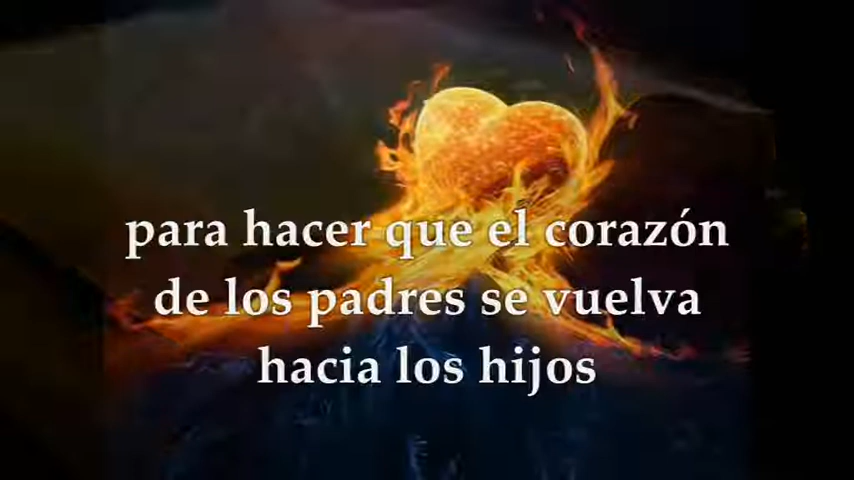 para hacer que el corazón
de los padres se vuelva
hacia los hijos